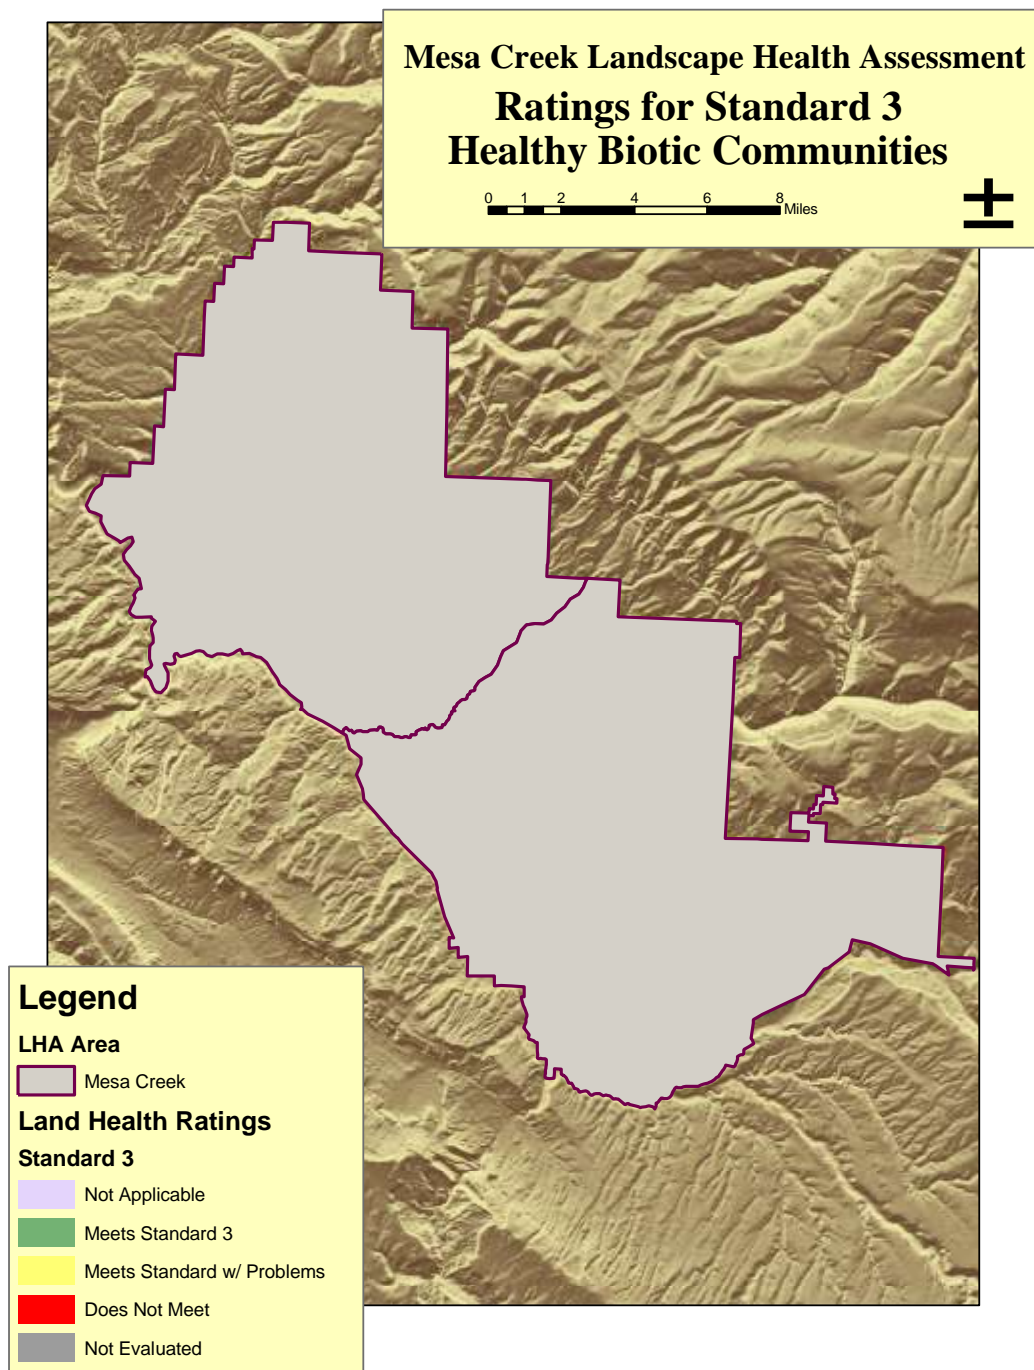 Mesa Creek Landscape Health Assessment
Ratings for Standard 3
Healthy Biotic Communities
0 1 2 4 6 8
Miles
Legend
LHA Area
Mesa Creek
Land Health Ratings
Standard 3
Not Applicable
Meets Standard 3
Meets Standard w/ Problems
Does Not Meet
Not Evaluated